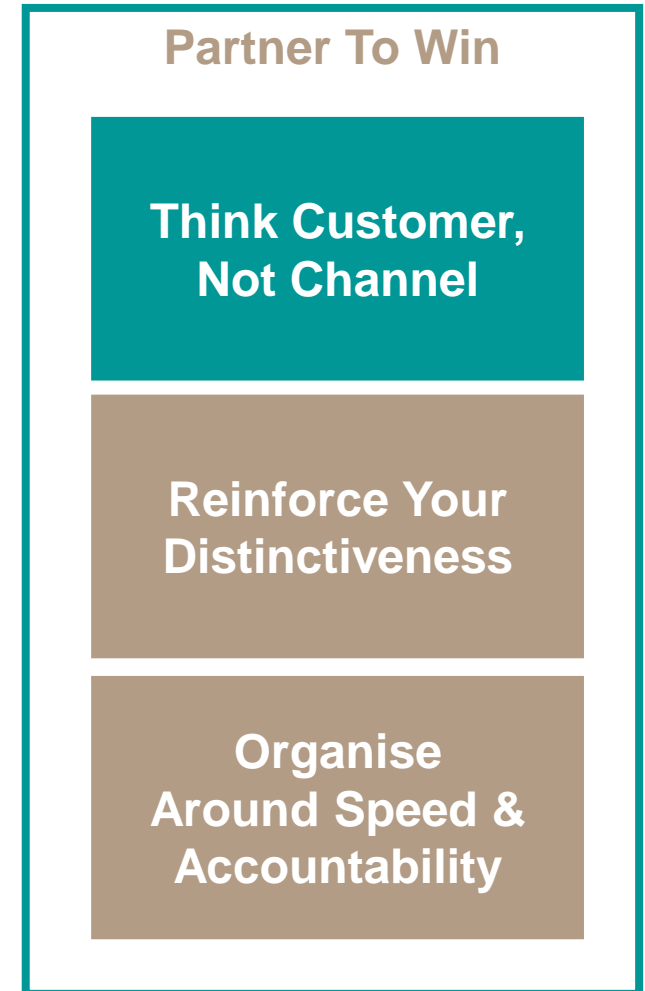 Partner To Win
Think Customer,
Not Channel
Reinforce Your
Distinctiveness
Organise
Around Speed &
Accountability